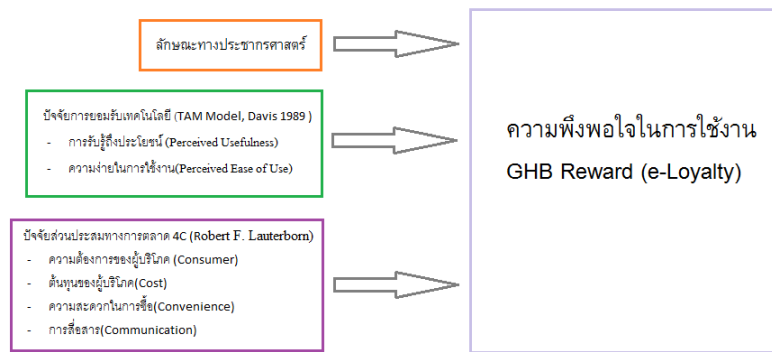 ลักษณะทางประชากรศาสตร์
ปัจจัยการยอมรับเทคโนโลยี (TAM Model, Davis 1989 )
- การรับรู้ถึงประโยชน์ (Perceived Usefulness)
- ความง่ายในการใช้งาน(Perceived Ease of Use)
ปัจจัยส่วนประสมทางการตลาด 4C (Robert F. Lauterborn)
- ความต้องการของผู้บริโภค (Consumer)
- ต้นทุนของผู้บริโภค(Cost)
- ความสะดวกในการซื้อ(Convenience)
- การสื่อสาร(Communication)
ความพึงพอใจในการใช้งาน
GHB Reward (e-Loyalty)